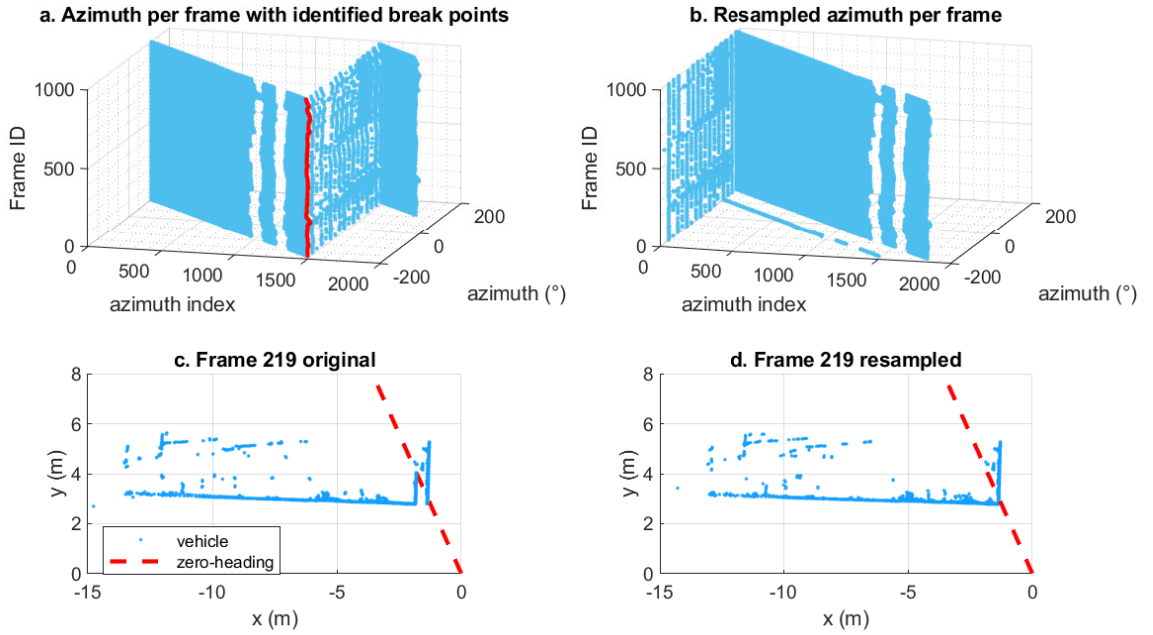 a. Azimuth per frame with identified break points
1000
500
0
Frame ID
0
500
1000
1500
2000
azimuth index
-200
0
200
azimuth (°)
b. Resampled azimuth per frame
1000
500
0
Frame ID
0
500
1000
1500
2000
azimuth index
-200
0
200
azimuth (°)
c. Frame 219 original
8
6
4
2
0
y (m)
vehicle
zero-heading
-15
-10
-5
0
x (m)
d. Frame 219 resampled
8
6
4
2
0
y (m)
-15
-10
-5
0
x (m)